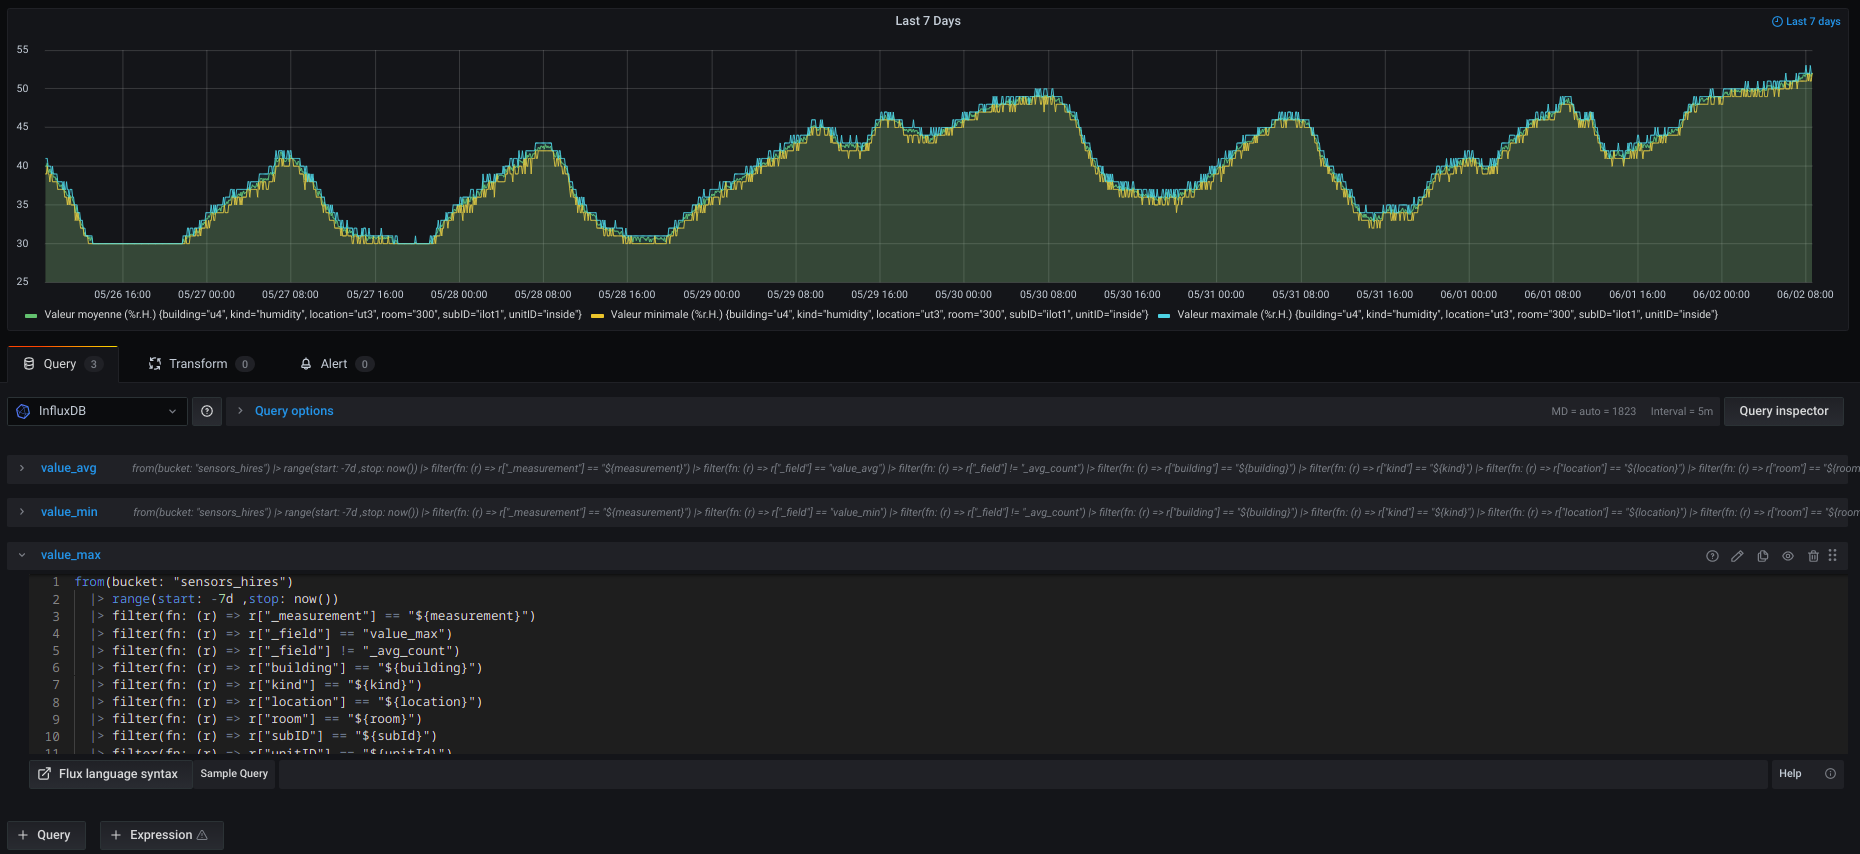 Last 7 Days
Last 7 days
55
50
45
40
35
30
25
05/26 16:00 05/27 00:00 05/27 08:00 05/27 16:00 05/28 00:00 05/28 08:00 05/28 16:00 05/29 00:00 05/29 08:00 05/29 16:00 05/30 00:00 05/30 08:00 05/30 16:00 05/31 00:00 05/31 08:00 05/31 16:00 06/01 00:00 06/01 08:00 06/01 16:00 06/02 00:00 06/02 08:00
Valeur moyenne (%r.H.) {building="u4", kind="humidity", location="ut3", room="300", subID="ilot1", unitID="inside"} Valeur minimale (%r.H.) {building="u4", kind="humidity", location="ut3", room="300", subID="ilot1", unitID="inside"} Valeur maximale (%r.H.) {building="u4", kind="humidity", location="ut3", room="300", subID="ilot1", unitID="inside"}
Query 3 Transform 0 Alert 0
InfluxDB Query options MD = auto = 1823 Interval = 5m Query inspector
value_avg from(bucket: "sensors_hires") |> range(start: -7d ,stop: now()) |> filter(fn: (r) => r["_measurement"] == "${measurement}") |> filter(fn: (r) => r["_field"] == "value_avg") |> filter(fn: (r) => r["_field"] != "_avg_count") |> filter(fn: (r) => r["building"] == "${building}") |> filter(fn: (r) => r["kind"] == "${kind}") |> filter(fn: (r) => r["location"] == "${location}") |> filter(fn: (r) => r["room"] == "${room
value_min from(bucket: "sensors_hires") |> range(start: -7d ,stop: now()) |> filter(fn: (r) => r["_measurement"] == "${measurement}") |> filter(fn: (r) => r["_field"] == "value_min") |> filter(fn: (r) => r["_field"] != "_avg_count") |> filter(fn: (r) => r["building"] == "${building}") |> filter(fn: (r) => r["kind"] == "${kind}") |> filter(fn: (r) => r["location"] == "${location}") |> filter(fn: (r) => r["room"] == "${room
value_max
1 from(bucket: "sensors_hires")
2 |> range(start: -7d ,stop: now())
3 |> filter(fn: (r) => r["_measurement"] == "${measurement}")
4 |> filter(fn: (r) => r["_field"] == "value_max")
5 |> filter(fn: (r) => r["_field"] != "_avg_count")
6 |> filter(fn: (r) => r["building"] == "${building}")
7 |> filter(fn: (r) => r["kind"] == "${kind}")
8 |> filter(fn: (r) => r["location"] == "${location}")
9 |> filter(fn: (r) => r["room"] == "${room}")
10 |> filter(fn: (r) => r["subID"] == "${subId}")
11 |> filter(fn: (r) => r["unitID"] == "${unitId}")
Flux language syntax Sample Query Help
+ Query + Expression